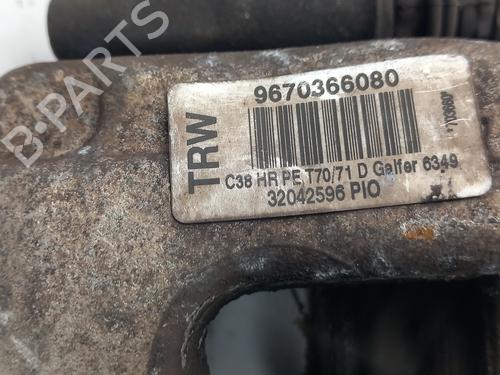 B-PARTS
TRW
9670366080
C38 HR PE T70/71 D Galfer 6349
32042596 PIO